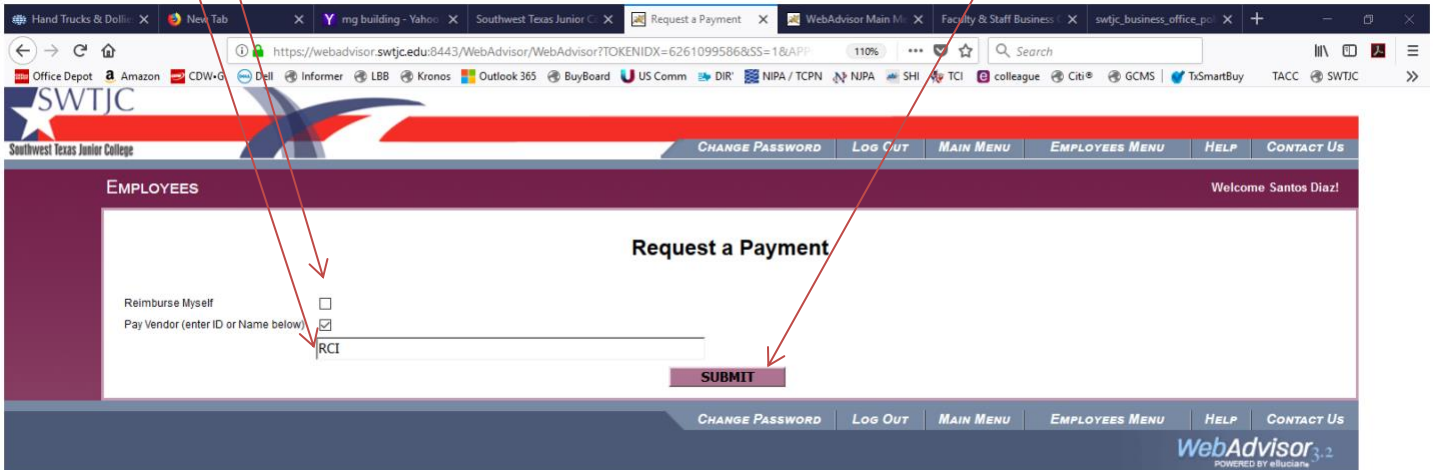 Hand Trucks & Dollie New Tab mg building - Yahoo Southwest Texas Junior C Request a Payment WebAdvisor Main M Faculty & Staff Business swtjc_business_office_pol
https://webadvisor.swtjc.edu:8443/WebAdvisor/WebAdvisor?TOKENIDX=6261099586&SS=1&APP 110% Search
Office Depot Amazon CDW•G Dell Informer LBB Kronos Outlook 365 BuyBoard US Comm DIR' NIPA / TCPN NJPA SHI TCI colleague Citi® GCMS TxSmartBuy TACC SWTJC
SWTJC
Southwest Texas Junior College CHANGE PASSWORD LOG OUT MAIN MENU EMPLOYEES MENU HELP CONTACT US
EMPLOYEES Welcome Santos Diaz!
Request a Payment
Reimburse Myself
Pay Vendor (enter ID or Name below)
RCI
SUBMIT
CHANGE PASSWORD LOG OUT MAIN MENU EMPLOYEES MENU HELP CONTACT US
WebAdvisor 3.2
POWERED BY ellucian